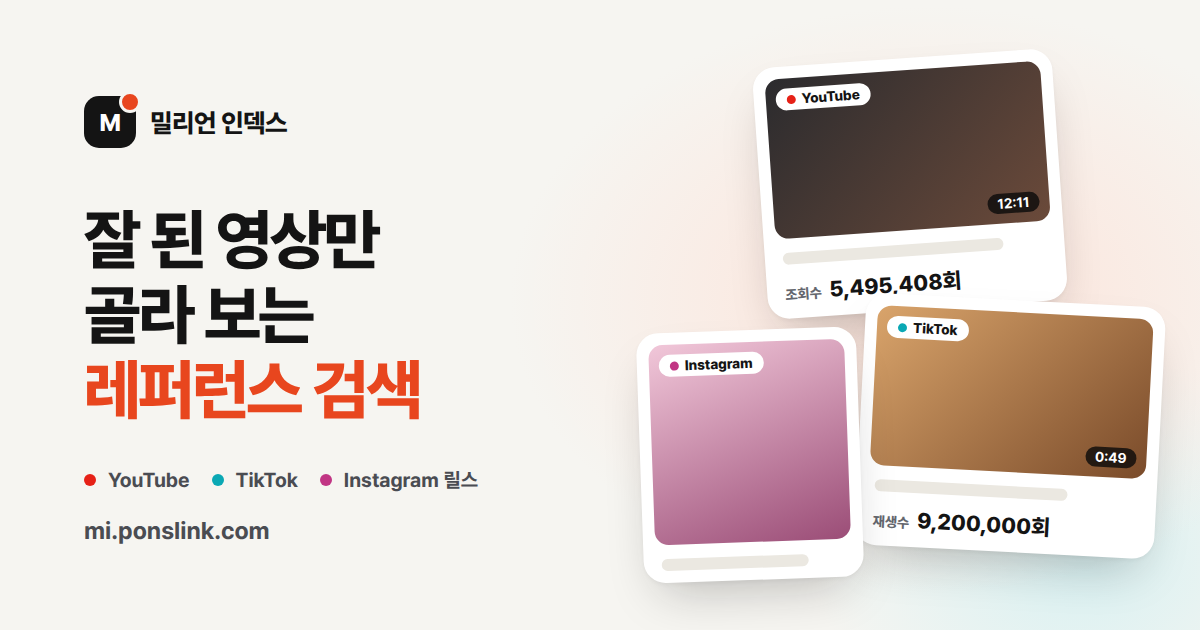 M 밀리언 인덱스
잘 된 영상만
골라 보는
레퍼런스 검색
YouTube TikTok Instagram 릴스
mi.ponslink.com
YouTube
12:11
조회수 5,495,408회
Instagram
TikTok
0:49
재생수 9,200,000회